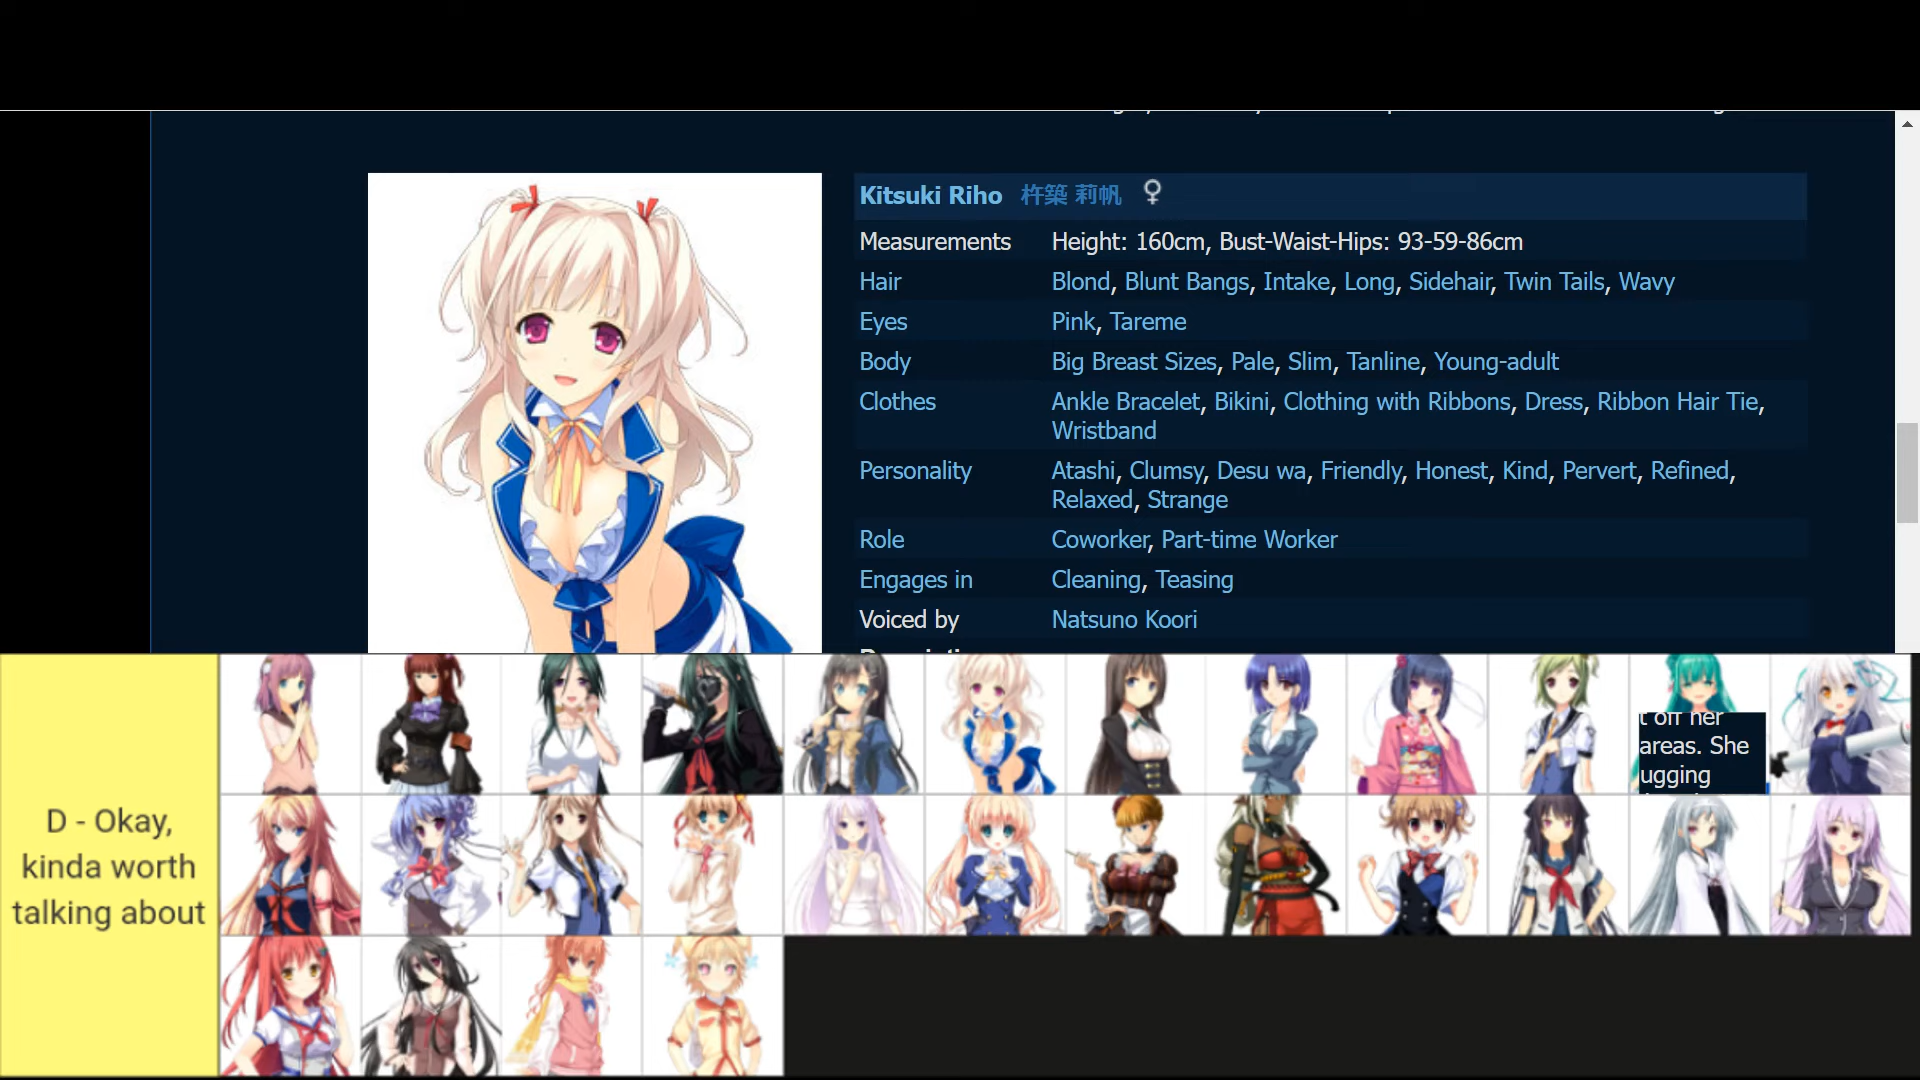 Kitsuki Riho 杵築 莉帆 ♀
Measurements Height: 160cm, Bust-Waist-Hips: 93-59-86cm
Hair Blond, Blunt Bangs, Intake, Long, Sidehair, Twin Tails, Wavy
Eyes Pink, Tareme
Body Big Breast Sizes, Pale, Slim, Tanline, Young-adult
Clothes Ankle Bracelet, Bikini, Clothing with Ribbons, Dress, Ribbon Hair Tie,
Wristband
Personality Atashi, Clumsy, Desu wa, Friendly, Honest, Kind, Pervert, Refined,
Relaxed, Strange
Role Coworker, Part-time Worker
Engages in Cleaning, Teasing
Voiced by Natsuno Koori
t off her
areas. She
ugging
D - Okay,
kinda worth
talking about